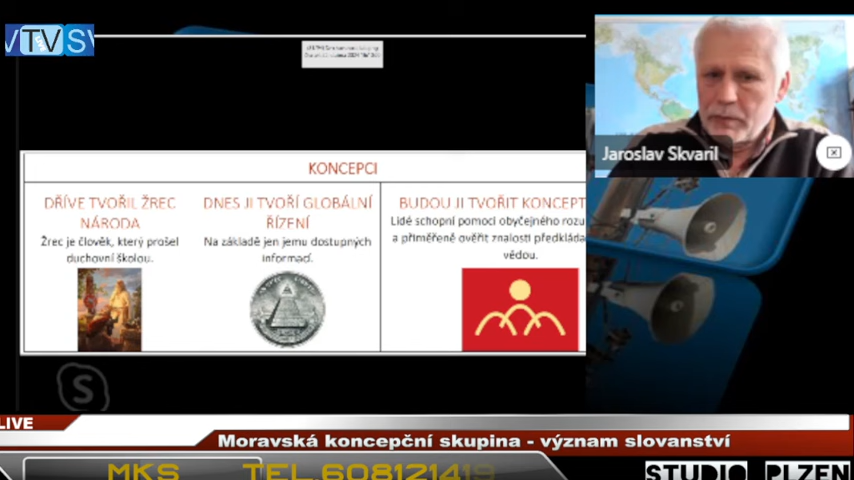 VTVSV
Jaroslav Skvaril
KONCEPCI
DŘÍVE TVOŘIL ŽREC
NÁRODA
Žrec je člověk, který prošel
duchovní školou.
DNES JI TVOŘÍ GLOBÁLNÍ
ŘÍZENÍ
Na základě jen jemu dostupných
informací.
BUDOU JI TVOŘIT KONCEPT
Lidé schopní pomocí obyčejného rozu
a přiměřeně ověřit znalosti předkláda
vědou.
S
LIVE
Moravská koncepční skupina - význam slovanství
MKS TEL.608121419
STUDIO PLZEN